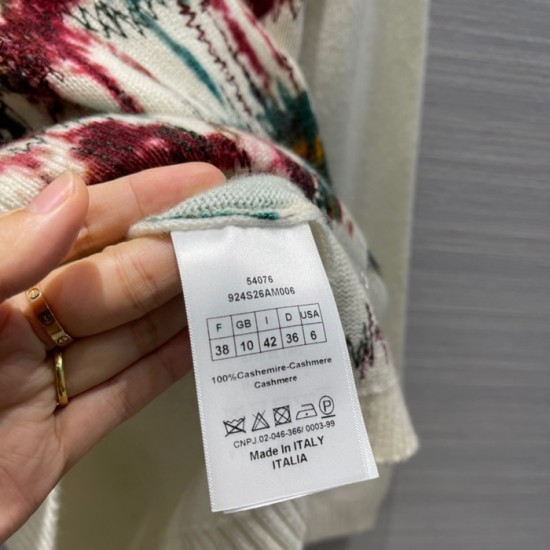 54076
924S26AM006
F GB I D USA
38 10 42 36 6
100%Cashemire-Cashmere
Cashmere
CNPJ.02-046-366/ 0003-99
Made In ITALY
ITALIA